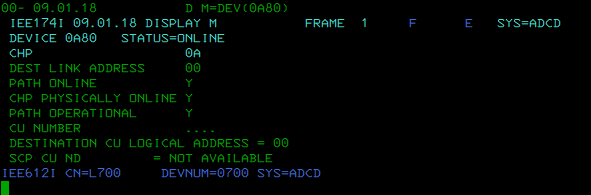 00- 09.01.18 D M=DEV(0A80)
IEE174I 09.01.18 DISPLAY M FRAME 1 F E SYS=ADCD
DEVICE 0A80 STATUS=ONLINE
CHP 0A
DEST LINK ADDRESS 00
PATH ONLINE Y
CHP PHYSICALLY ONLINE Y
PATH OPERATIONAL Y
CU NUMBER ....
DESTINATION CU LOGICAL ADDRESS = 00
SCP CU ND = NOT AVAILABLE
IEE612I CN=L700 DEVNUM=0700 SYS=ADCD